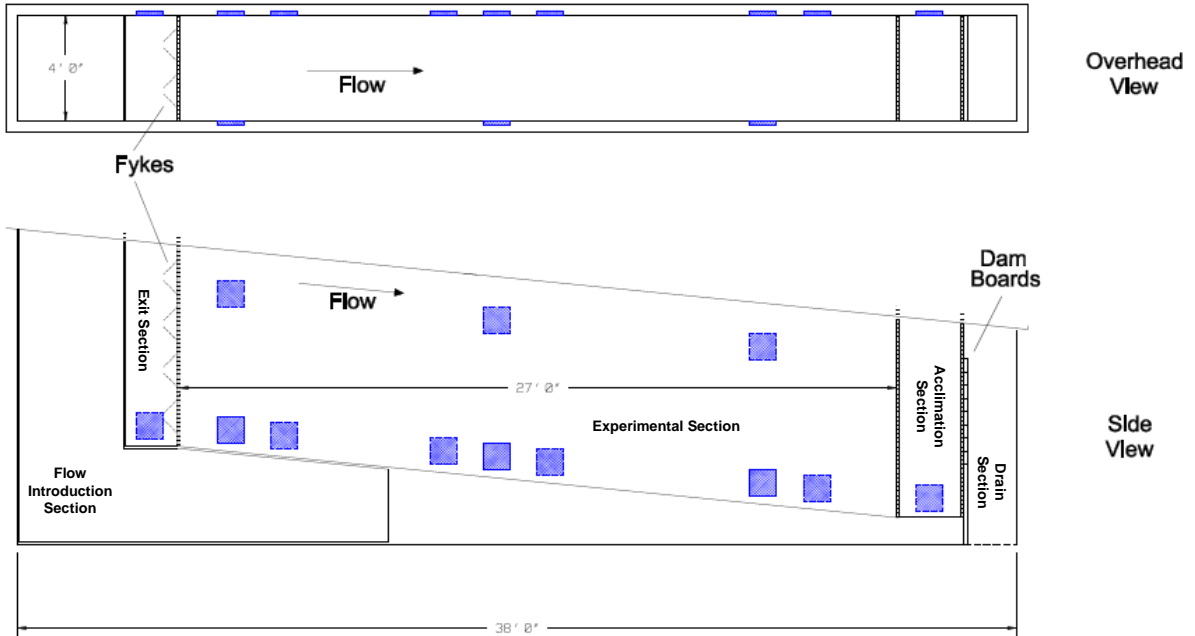 4' 0"
Flow
Overhead
View
Fykes
Dam
Boards
Exit Section
Flow
27' 0"
Acclimation
Section
Experimental Section
Side
View
Flow
Introduction
Section
Drain
Section
38' 0"